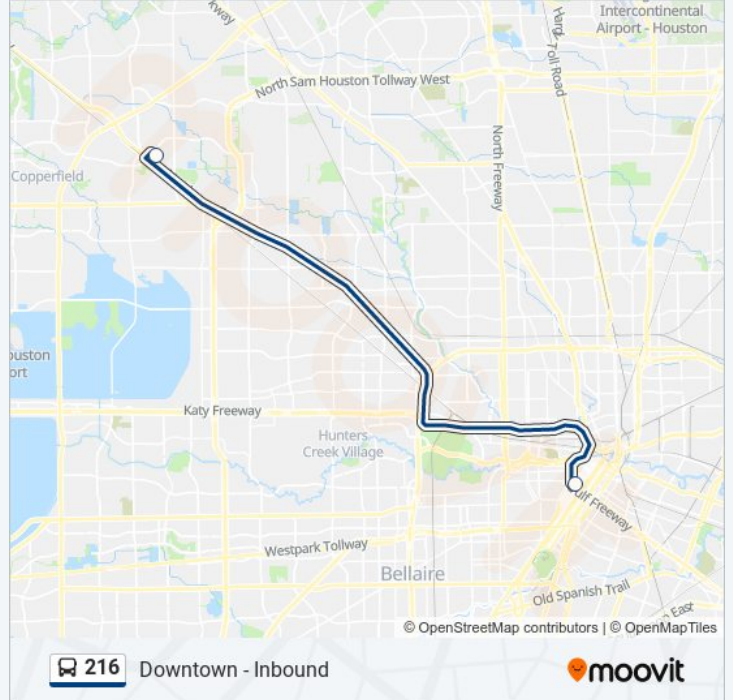 kway
Intercontinental
Airport - Houston
Hardy Toll Road
North Sam Houston Tollway West
North Freeway
Copperfield
ouston
ort
Katy Freeway
Hunters
Creek Village
Gulf Freeway
Westpark Tollway
Bellaire
Old Spanish Trail
East
© OpenStreetMap contributors | © OpenMapTiles
216 Downtown - Inbound
moovit